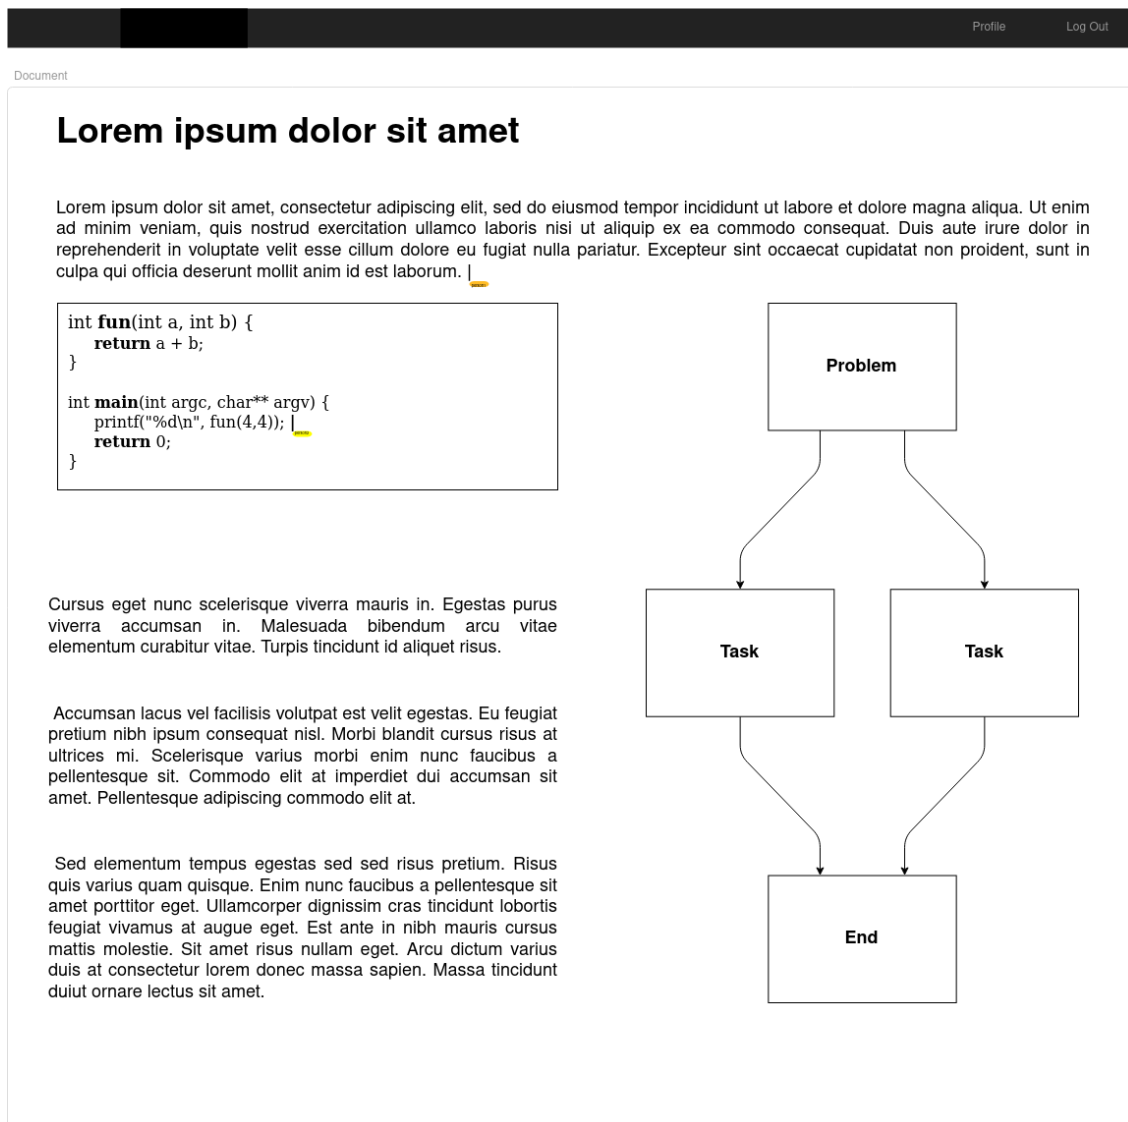 Profile
Log Out
Document
Lorem ipsum dolor sit amet
Lorem ipsum dolor sit amet, consectetur adipiscing elit, sed do eiusmod tempor incididunt ut labore et dolore magna aliqua. Ut enim
ad minim veniam, quis nostrud exercitation ullamco laboris nisi ut aliquip ex ea commodo consequat. Duis aute irure dolor in
reprehenderit in voluptate velit esse cillum dolore eu fugiat nulla pariatur. Excepteur sint occaecat cupidatat non proident, sunt in
culpa qui officia deserunt mollit anim id est laborum. |
int fun(int a, int b) {
return a + b;
}
int main(int argc, char** argv) {
printf("%d\n", fun(4,4)); |
return 0;
}
Cursus eget nunc scelerisque viverra mauris in. Egestas purus
viverra accumsan in. Malesuada bibendum arcu vitae
elementum curabitur vitae. Turpis tincidunt id aliquet risus.
Accumsan lacus vel facilisis volutpat est velit egestas. Eu feugiat
pretium nibh ipsum consequat nisl. Morbi blandit cursus risus at
ultrices mi. Scelerisque varius morbi enim nunc faucibus a
pellentesque sit. Commodo elit at imperdiet dui accumsan sit
amet. Pellentesque adipiscing commodo elit at.
Sed elementum tempus egestas sed sed risus pretium. Risus
quis varius quam quisque. Enim nunc faucibus a pellentesque sit
amet porttitor eget. Ullamcorper dignissim cras tincidunt lobortis
feugiat vivamus at augue eget. Est ante in nibh mauris cursus
mattis molestie. Sit amet risus nullam eget. Arcu dictum varius
duis at consectetur lorem donec massa sapien. Massa tincidunt
duiut ornare lectus sit amet.
Problem
Task
Task
End